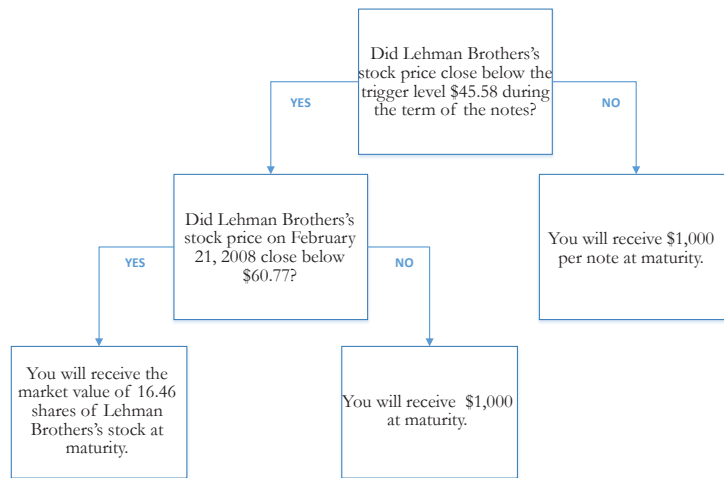 Did Lehman Brothers's
stock price close below the
trigger level $45.58 during
the term of the notes?
YES
NO
Did Lehman Brothers's
stock price on February
21, 2008 close below
$60.77?
You will receive $1,000
per note at maturity.
YES
NO
You will receive the
market value of 16.46
shares of Lehman
Brothers's stock at
maturity.
You will receive $1,000
at maturity.